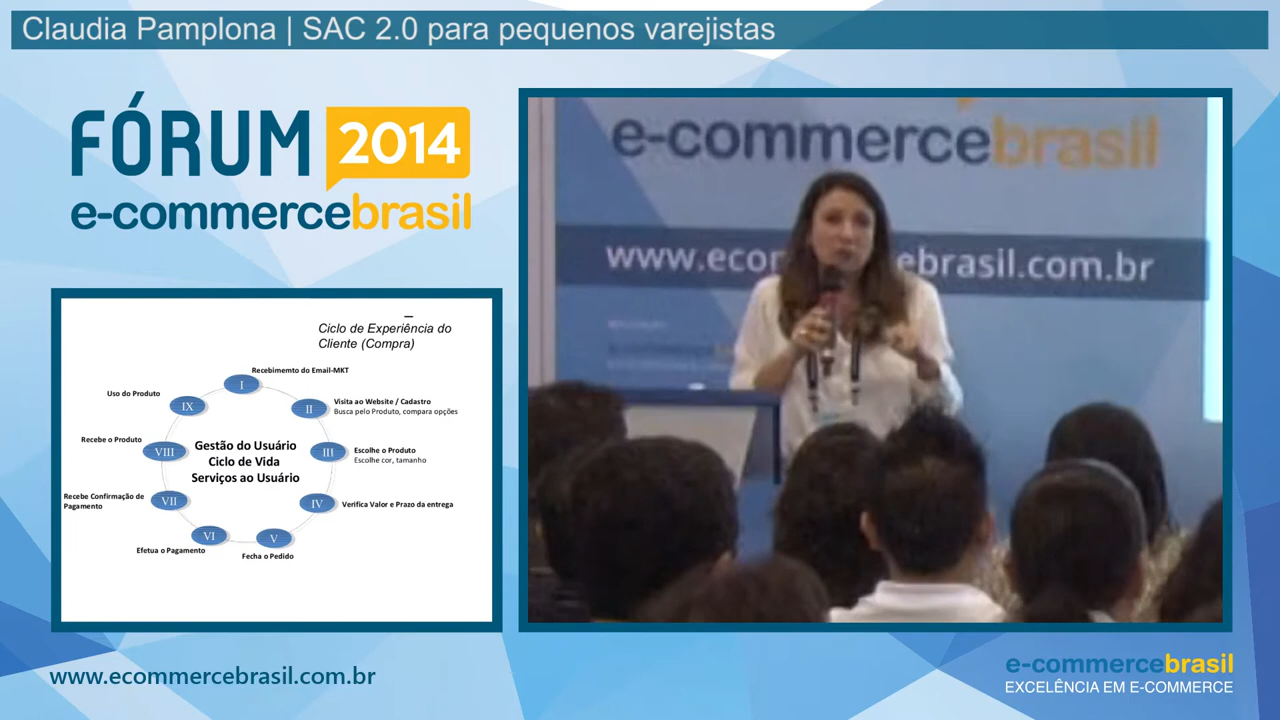 Claudia Pamplona | SAC 2.0 para pequenos varejistas
FÓRUM 2014
e-commercebrasil
Ciclo de Experiência do
Cliente (Compra)
I
Recebimemto do Email-MKT
II
Visita ao Website / Cadastro
Busca pelo Produto, compara opções
III
Escolhe o Produto
Escolhe cor, tamanho
IV
Verifica Valor e Prazo da entrega
V
Fecha o Pedido
VI
Efetua o Pagamento
VII
Recebe Confirmação de
Pagamento
VIII
Recebe o Produto
IX
Uso do Produto
Gestão do Usuário
Ciclo de Vida
Serviços ao Usuário
e-commercebrasil
www.ecor ebrasil.com.br
www.ecommercebrasil.com.br
e-commercebrasil
EXCELÊNCIA EM E-COMMERCE